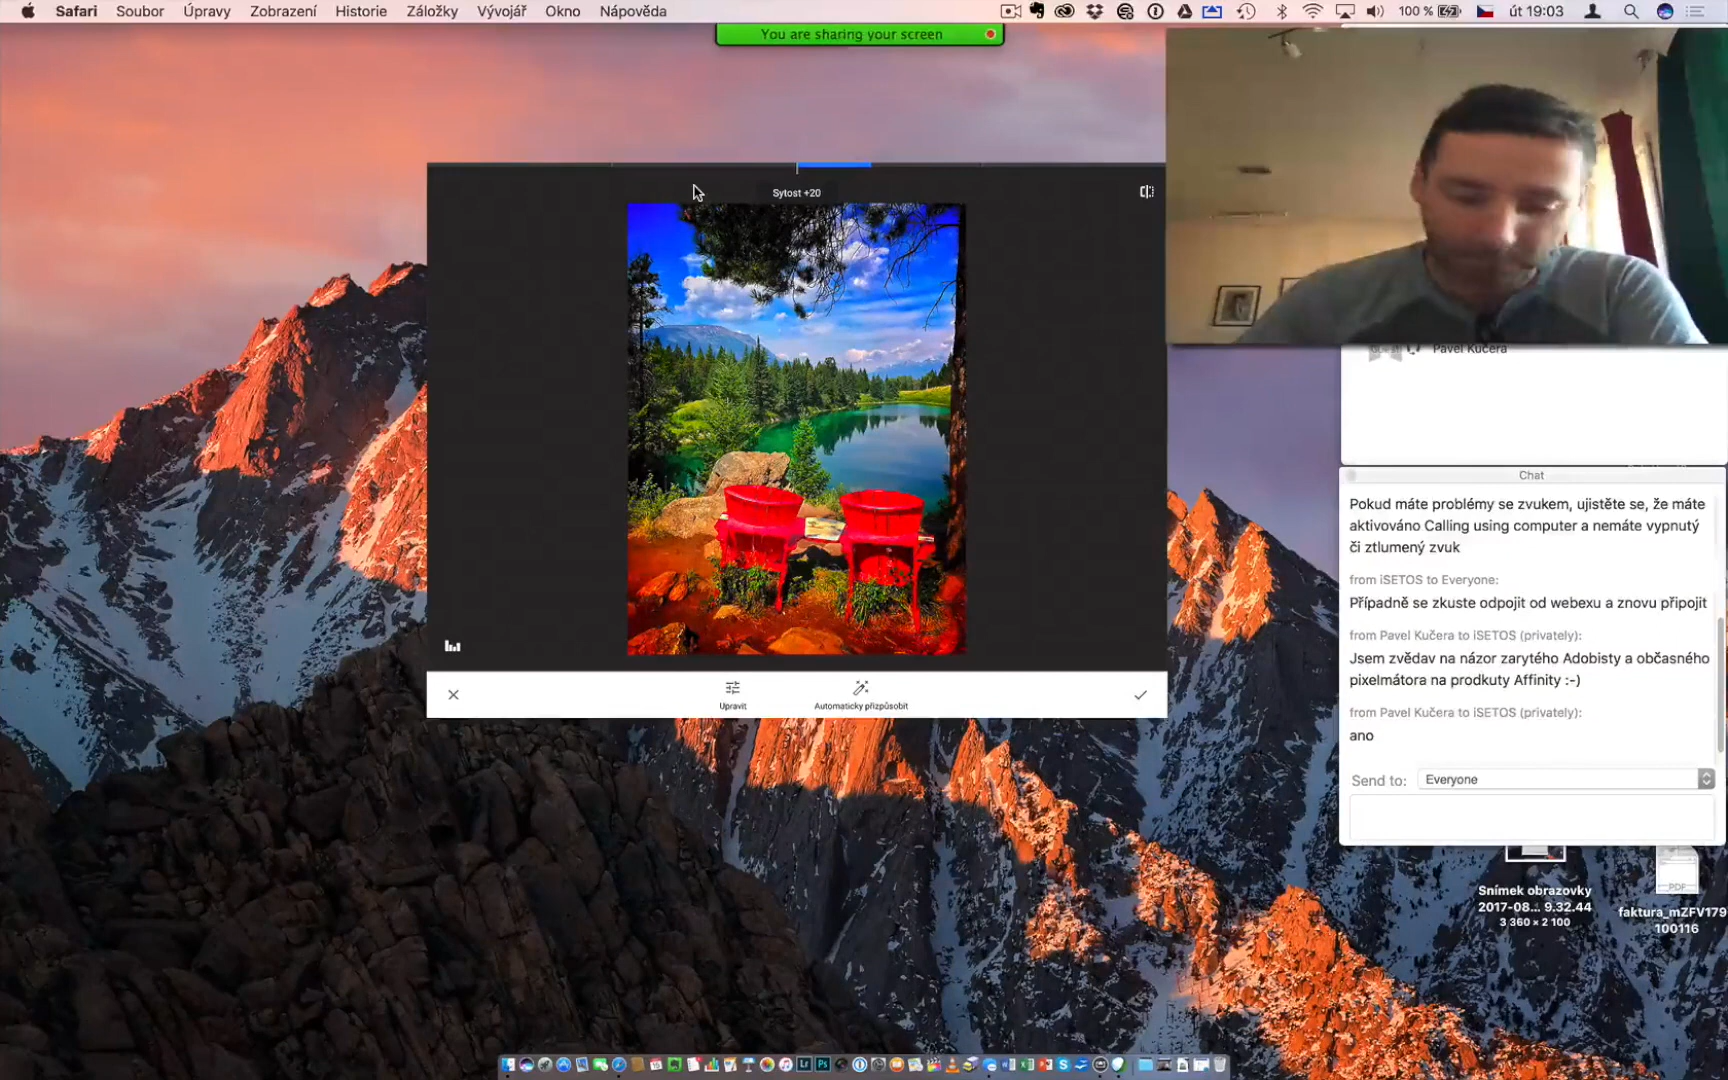 Safari Soubor Úpravy Zobrazení Historie Záložky Vývojář Okno Nápověda 100 % út 19:03
You are sharing your screen
Sytost +20
Upravit Automaticky přizpůsobit
Pavel Kučera
Chat
Pokud máte problémy se zvukem, ujistěte se, že máte
aktivováno Calling using computer a nemáte vypnutý
či ztlumený zvuk
from iSETOS to Everyone:
Případně se zkuste odpojit od webexu a znovu připojit
from Pavel Kučera to iSETOS (privately):
Jsem zvědav na názor zarytého Adobisty a občasného
pixelmátora na prodkuty Affinity :-)
from Pavel Kučera to iSETOS (privately):
ano
Send to: Everyone
Snímek obrazovky
2017-08... 9.32.44
3 360 × 2 100
PDF
faktura_mZFV179
100116
Lr Ps